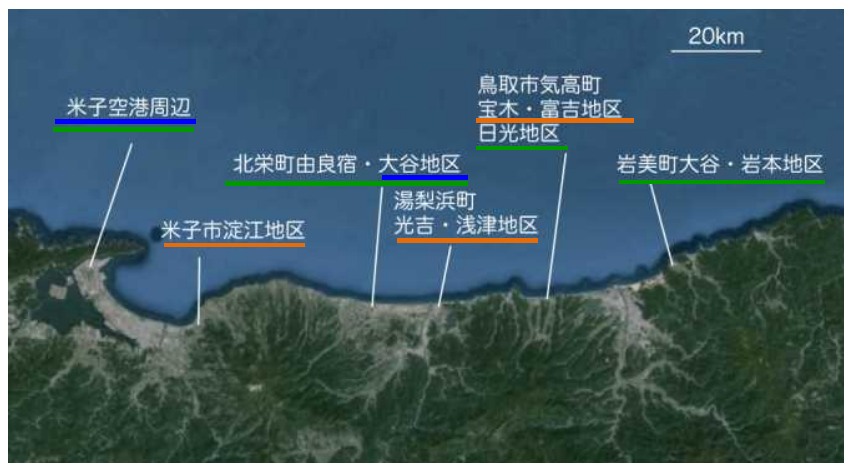 20km
鳥取市気高町
宝木・富吉地区
日光地区
米子空港周辺
北栄町由良宿・大谷地区
岩美町大谷・岩本地区
湯梨浜町
光吉・浅津地区
米子市淀江地区